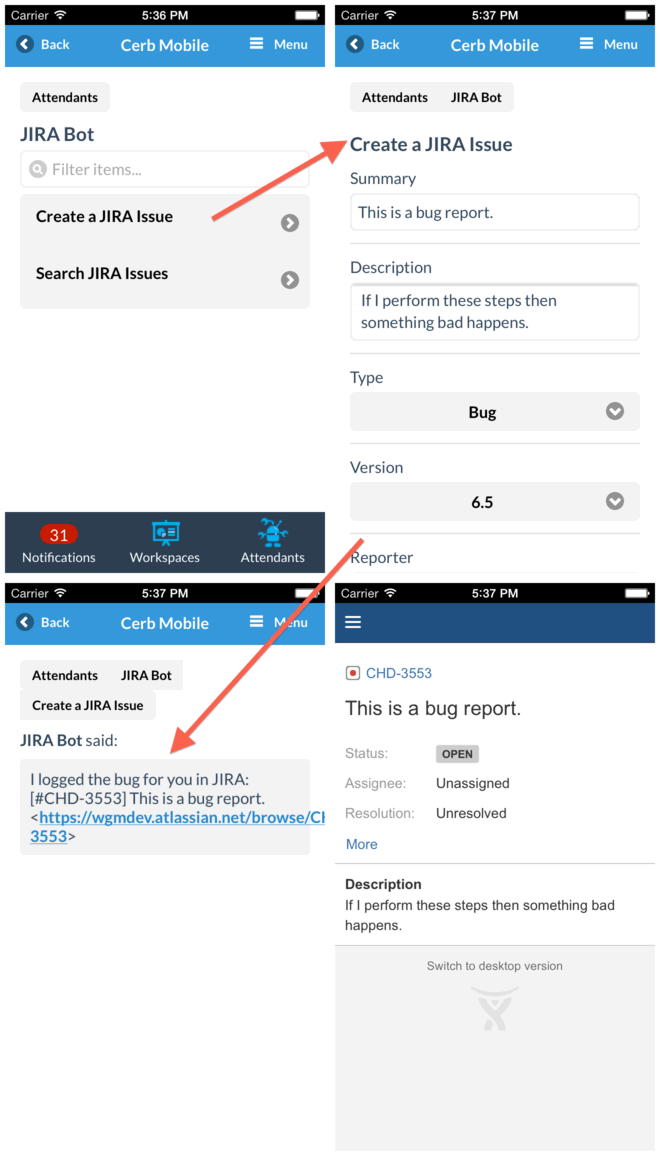 Carrier 5:36 PM
Back Cerb Mobile Menu
Attendants
JIRA Bot
Filter items...
Create a JIRA Issue
Search JIRA Issues
31
Notifications Workspaces Attendants
Carrier 5:37 PM
Back Cerb Mobile Menu
Attendants JIRA Bot
Create a JIRA Issue
Summary
This is a bug report.
Description
If I perform these steps then
something bad happens.
Type
Bug
Version
6.5
Reporter
Carrier 5:37 PM
Back Cerb Mobile Menu
Attendants JIRA Bot
Create a JIRA Issue
JIRA Bot said:
I logged the bug for you in JIRA:
[#CHD-3553] This is a bug report.
<https://wgmdev.atlassian.net/browse/CH
3553>
Carrier 5:37 PM
CHD-3553
This is a bug report.
Status: OPEN
Assignee: Unassigned
Resolution: Unresolved
More
Description
If I perform these steps then something bad
happens.
Switch to desktop version